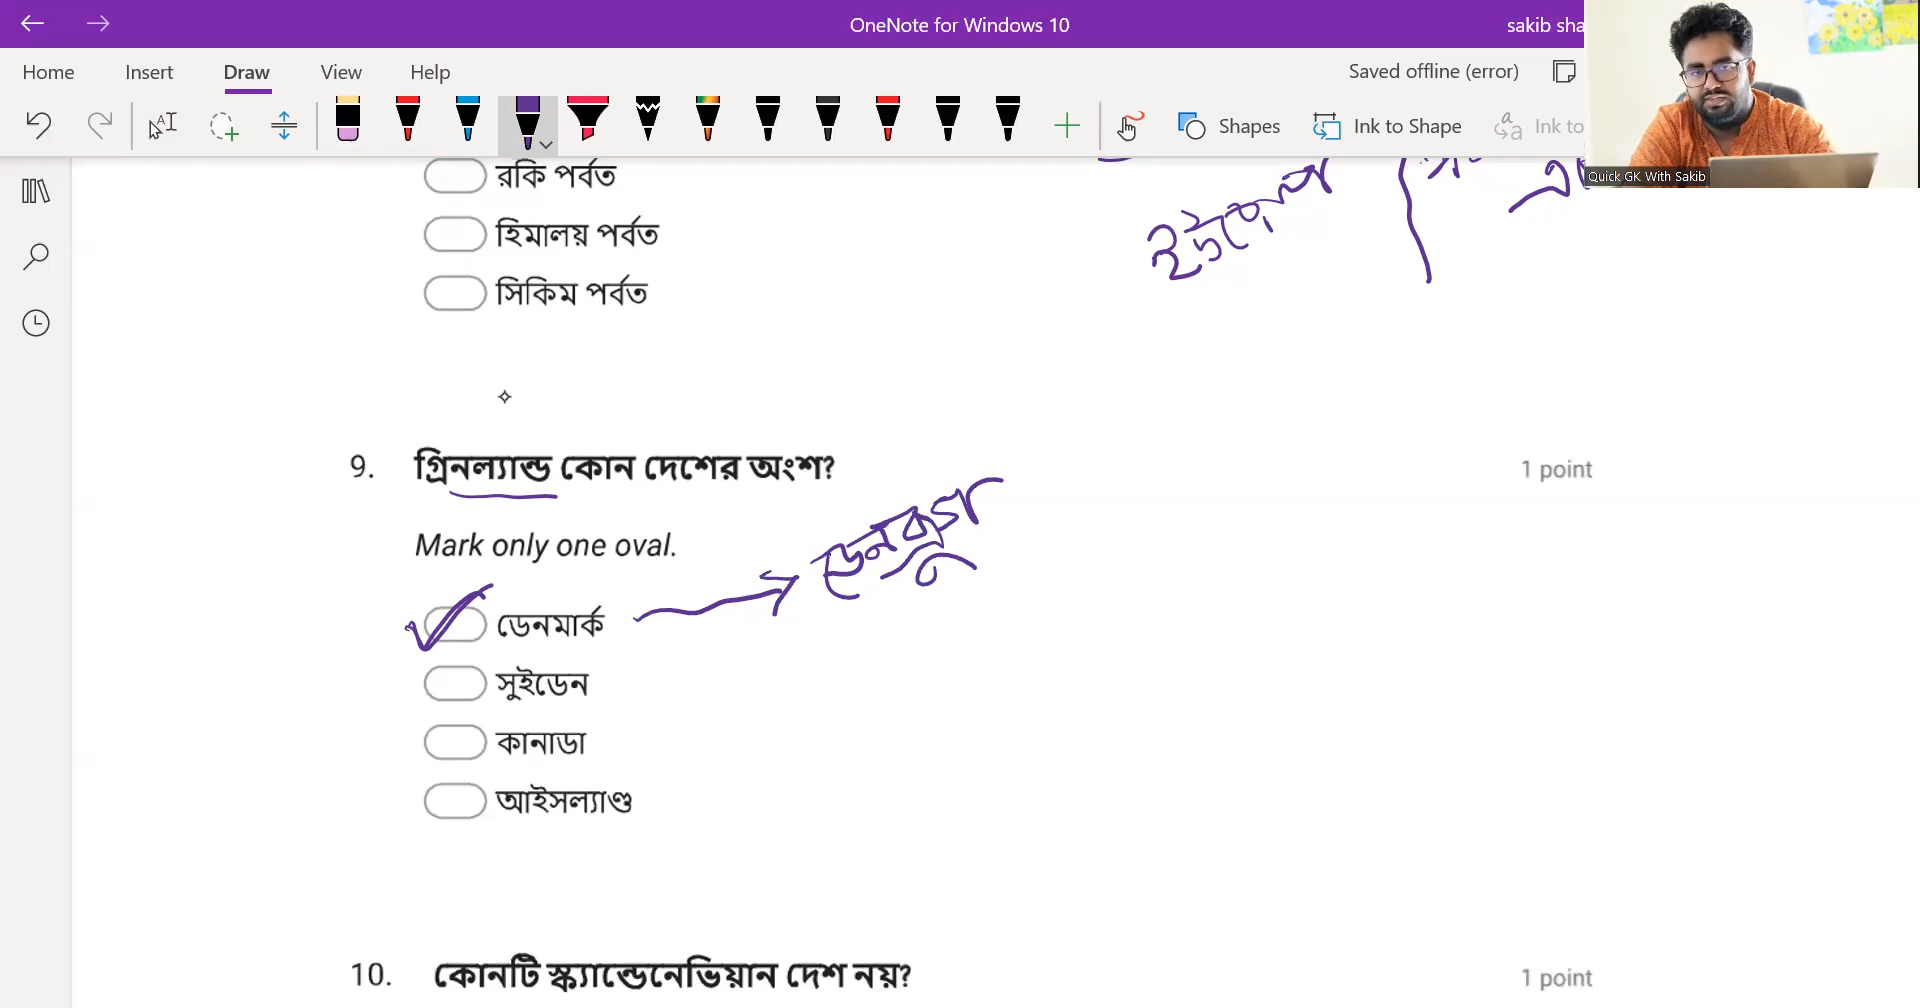 OneNote for Windows 10
sakib sha
Home Insert Draw View Help
Saved offline (error)
Shapes
Ink to Shape
Ink to
Quick GK With Sakib
রকি পর্বত
হিমালয় পর্বত
সিকিম পর্বত
9. গ্রিনল্যান্ড কোন দেশের অংশ? 1 point
Mark only one oval.
ডেনমার্ক
সুইডেন
কানাডা
আইসল্যাণ্ড
10. কোনটি স্ক্যান্ডেনেভিয়ান দেশ নয়? 1 point